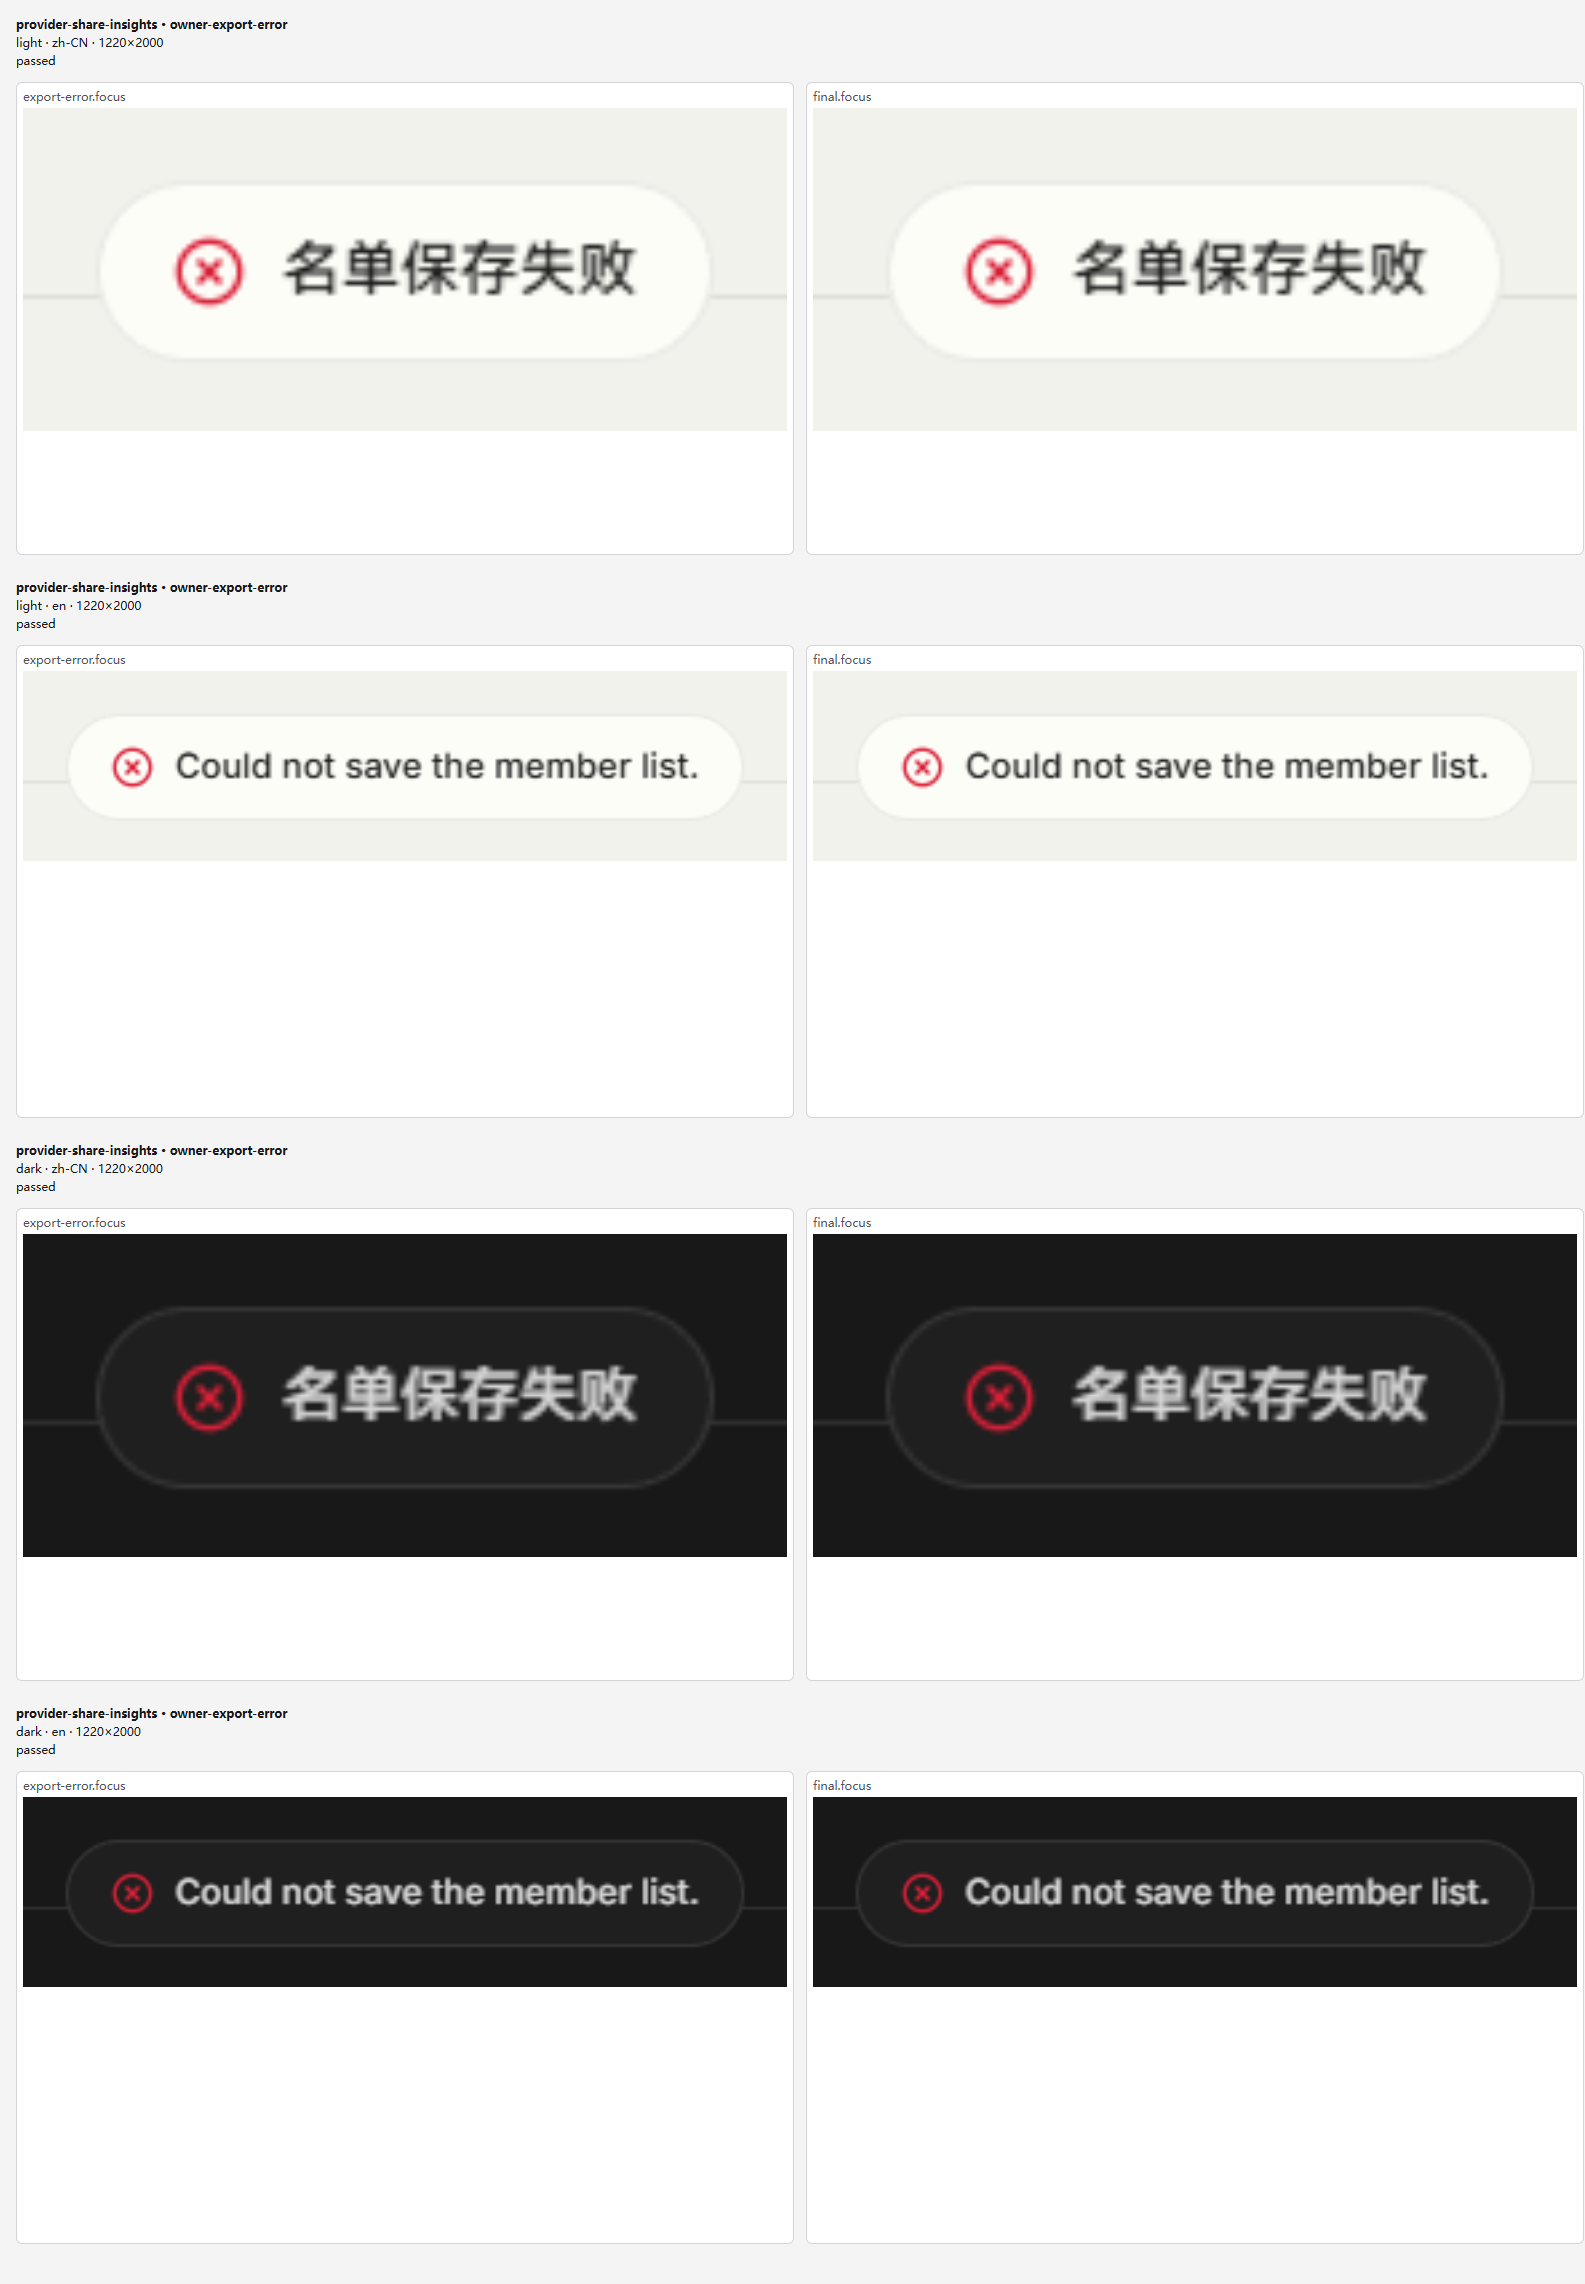 provider-share-insights • owner-export-error
light · zh-CN · 1220×2000
passed
export-error.focus
final.focus
名单保存失败
名单保存失败
provider-share-insights • owner-export-error
light · en · 1220×2000
passed
export-error.focus
final.focus
Could not save the member list.
Could not save the member list.
provider-share-insights • owner-export-error
dark · zh-CN · 1220×2000
passed
export-error.focus
final.focus
名单保存失败
名单保存失败
provider-share-insights • owner-export-error
dark · en · 1220×2000
passed
export-error.focus
final.focus
Could not save the member list.
Could not save the member list.